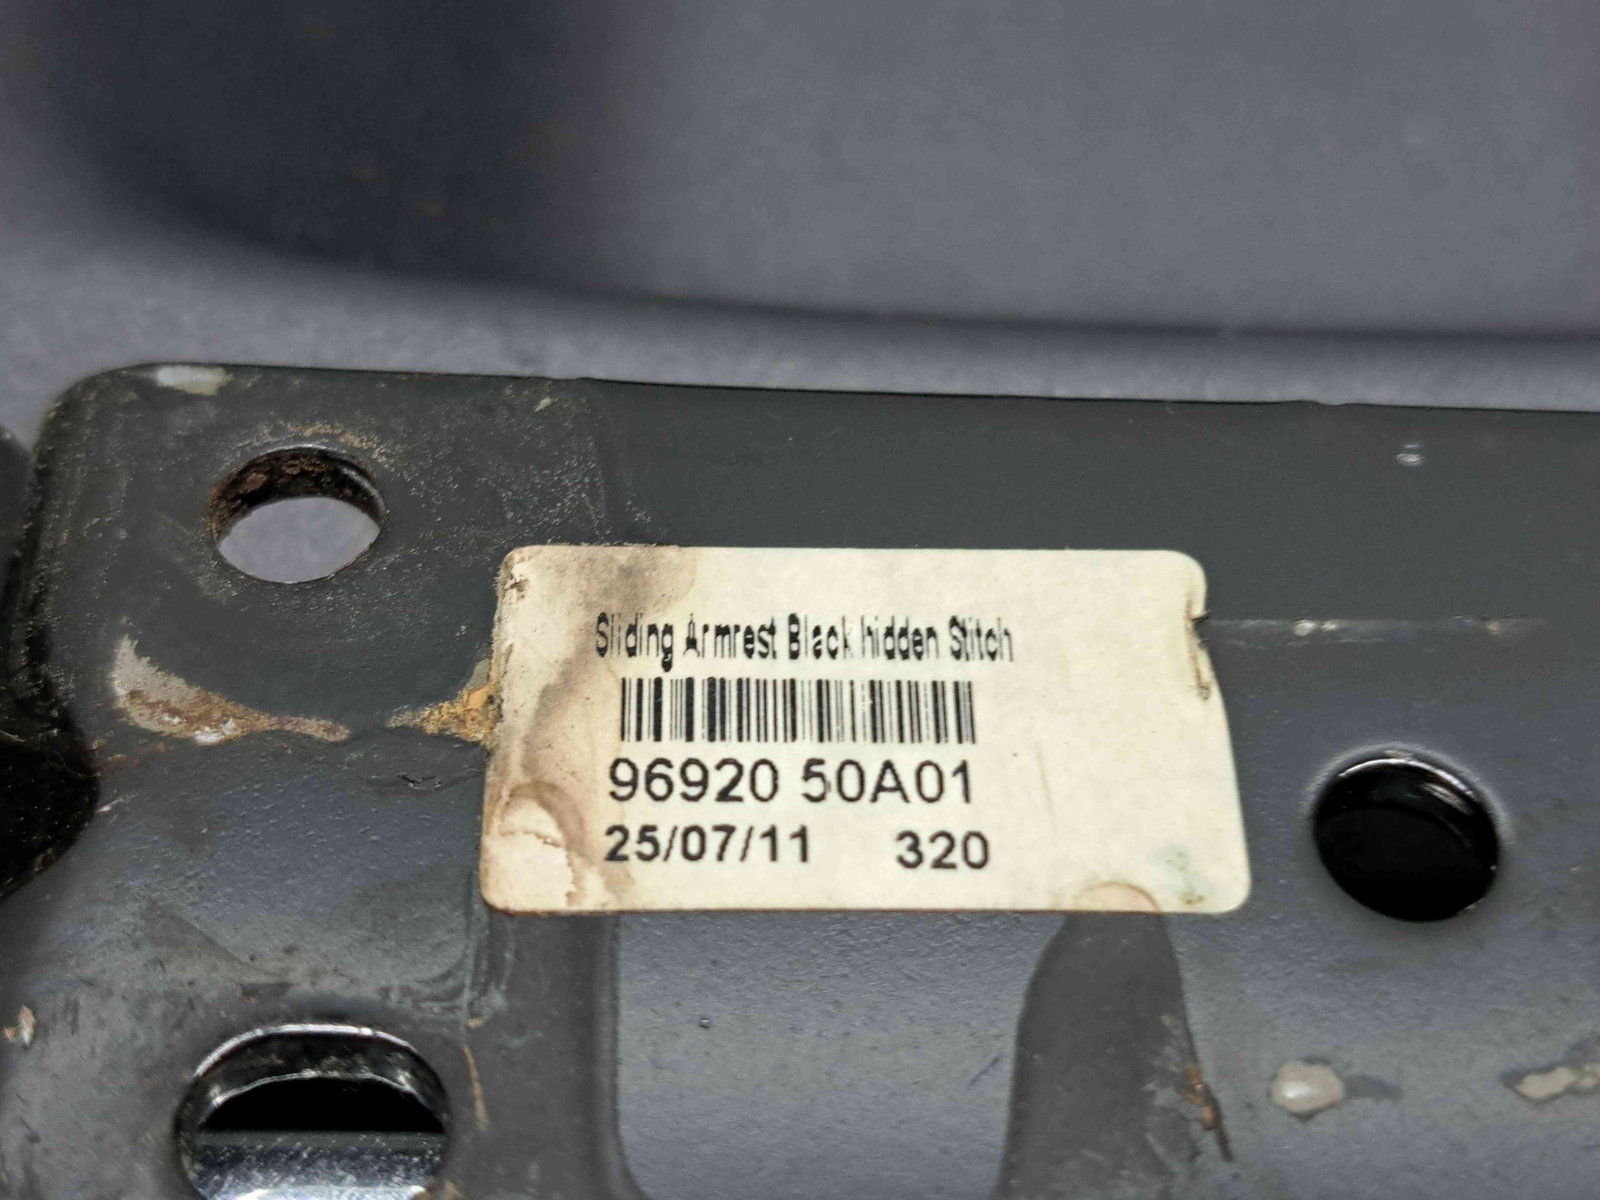 Sliding Armrest Black hidden Stitch
96920 50A01
25/07/11 320